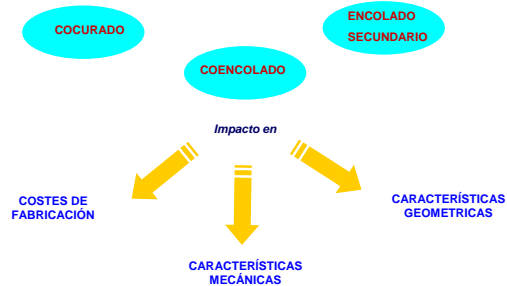 COCURADO
ENCOLADO
SECUNDARIO
COENCOLADO
Impacto en
COSTES DE
FABRICACIÓN
CARACTERÍSTICAS
GEOMETRICAS
CARACTERÍSTICAS
MECÁNICAS